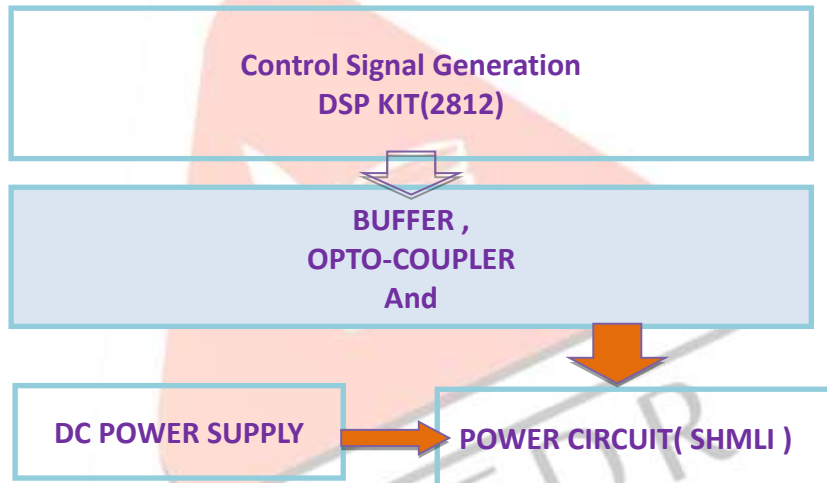 Control Signal Generation
DSP KIT(2812)
BUFFER ,
OPTO-COUPLER
And
DC POWER SUPPLY
POWER CIRCUIT( SHMLI )